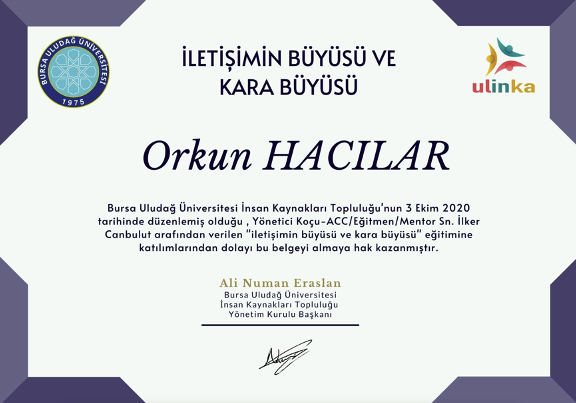 BURSA ULUDAĞ ÜNİVERSİTESİ
1975
İLETİŞİMİN BÜYÜSÜ VE
KARA BÜYÜSÜ
ulinka
Orkun HACILAR
Bursa Uludağ Üniversitesi İnsan Kaynakları Topluluğu'nun 3 Ekim 2020
tarihinde düzenlemiş olduğu , Yönetici Koçu-ACC/Eğitmen/Mentor Sn. İlker
Canbulut arafından verilen "iletişimin büyüsü ve kara büyüsü" eğitimine
katılımlarından dolayı bu belgeyi almaya hak kazanmıştır.
Ali Numan Eraslan
Bursa Uludağ Üniversitesi
İnsan Kaynakları Topluluğu
Yönetim Kurulu Başkanı